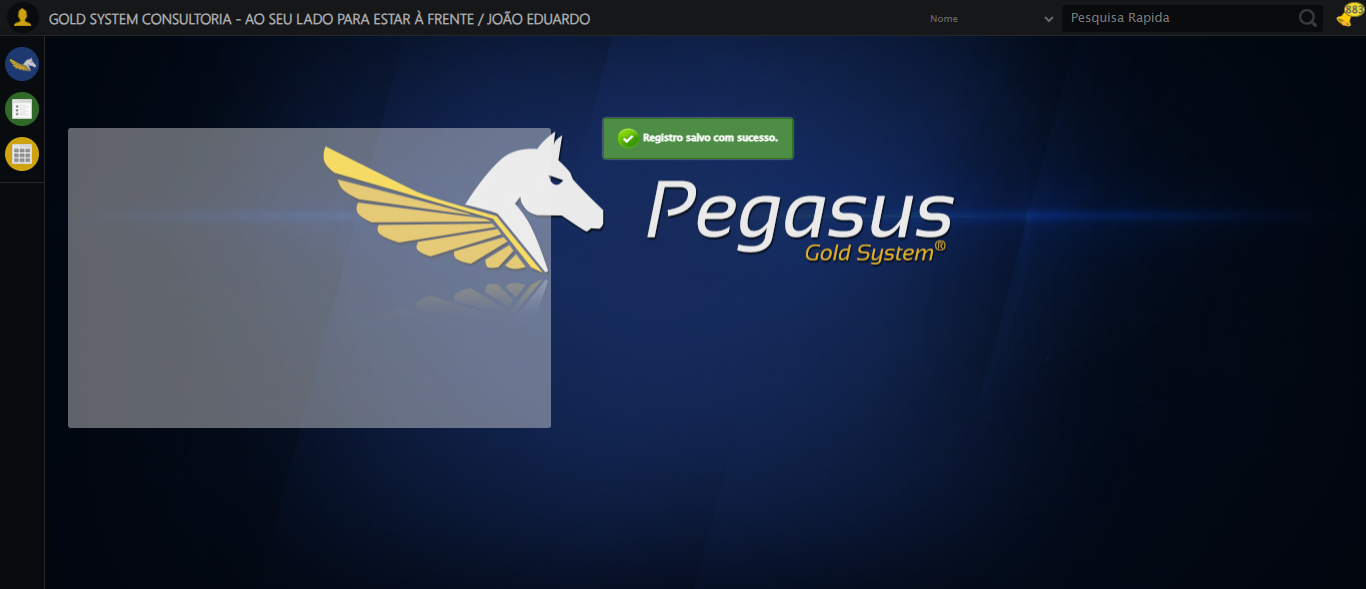 GOLD SYSTEM CONSULTORIA - AO SEU LADO PARA ESTAR À FRENTE / JOÃO EDUARDO
Nome
Pesquisa Rapida
883
Registro salvo com sucesso.
Pegasus
Gold System®